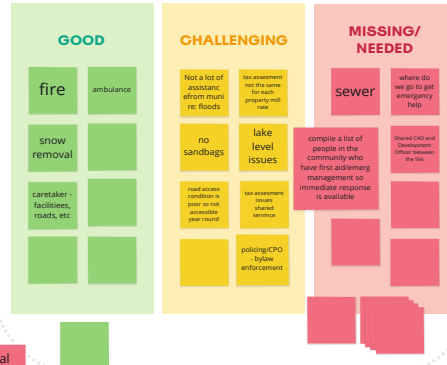 GOOD
fire
ambulance
snow
removal
caretaker -
facilitiees,
roads, etc
CHALLENGING
Not a lot of
assistanc
efrom muni
re: floods
tax assesment
not the same
for each
property mill
rate
no
sandbags
lake
level
issues
road access
condition is
poor so not
accessible
year round
tax assesment
issues
shared
servince
policing/CPO
- bylaw
enforcement
MISSING/
NEEDED
sewer
where do
we go to get
emergency
help
compile a list of
people in the
community who
have first aid/emerg
management so
immediate response
is available
Shared CAO and
Development
Officer between
the SVs
al